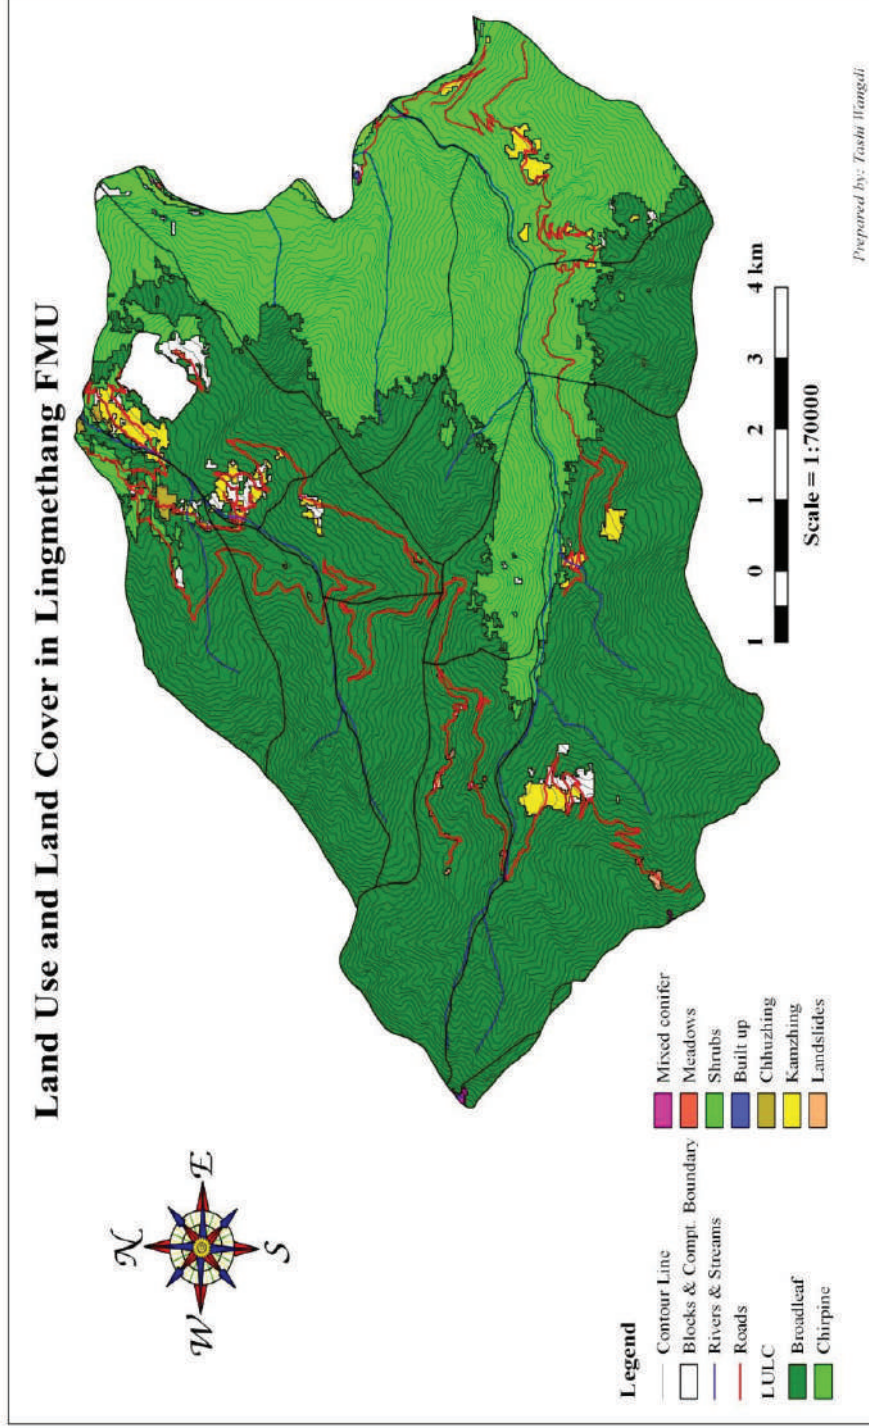 Land Use and Land Cover in Lingmethang FMU
N
W
E
S
Legend
Contour Line
Blocks & Compt. Boundary
Rivers & Streams
Roads
LULC
Broadleaf
Chirpine
Mixed conifer
Meadows
Shrubs
Built up
Chhuzhing
Kamzhing
Landslides
1 0 1 2 3 4 km
Scale = 1:70000
Prepared by: Tashi Wangdi